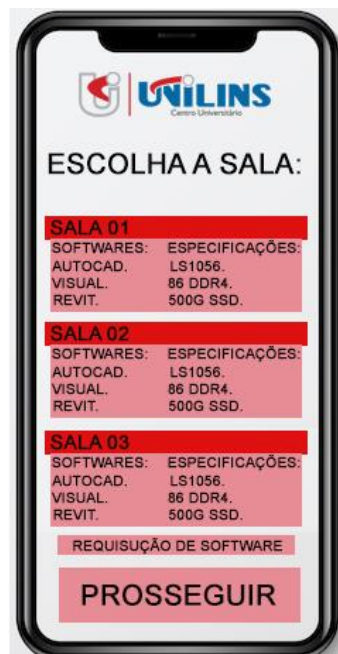 UNILINS
Centro Universitário
ESCOLHA A SALA:
SALA 01
SOFTWARES: ESPECIFICAÇÕES:
AUTOCAD. LS1056.
VISUAL. 86 DDR4.
REVIT. 500G SSD.
SALA 02
SOFTWARES: ESPECIFICAÇÕES:
AUTOCAD. LS1056.
VISUAL. 86 DDR4.
REVIT. 500G SSD.
SALA 03
SOFTWARES: ESPECIFICAÇÕES:
AUTOCAD. LS1056.
VISUAL. 86 DDR4.
REVIT. 500G SSD.
REQUISUÇÃO DE SOFTWARE
PROSSEGUIR